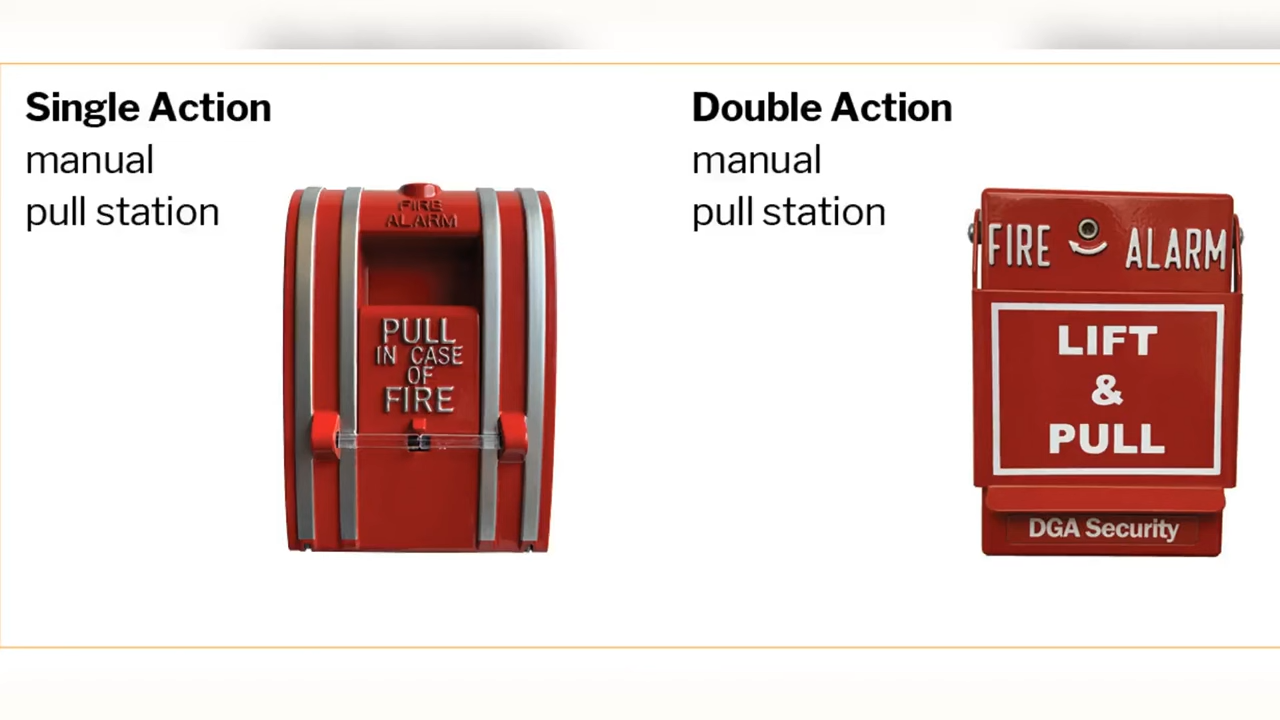 Single Action
manual
pull station
FIRE
ALARM
PULL
IN CASE
OF
FIRE
Double Action
manual
pull station
FIRE ALARM
LIFT
&
PULL
DGA Security